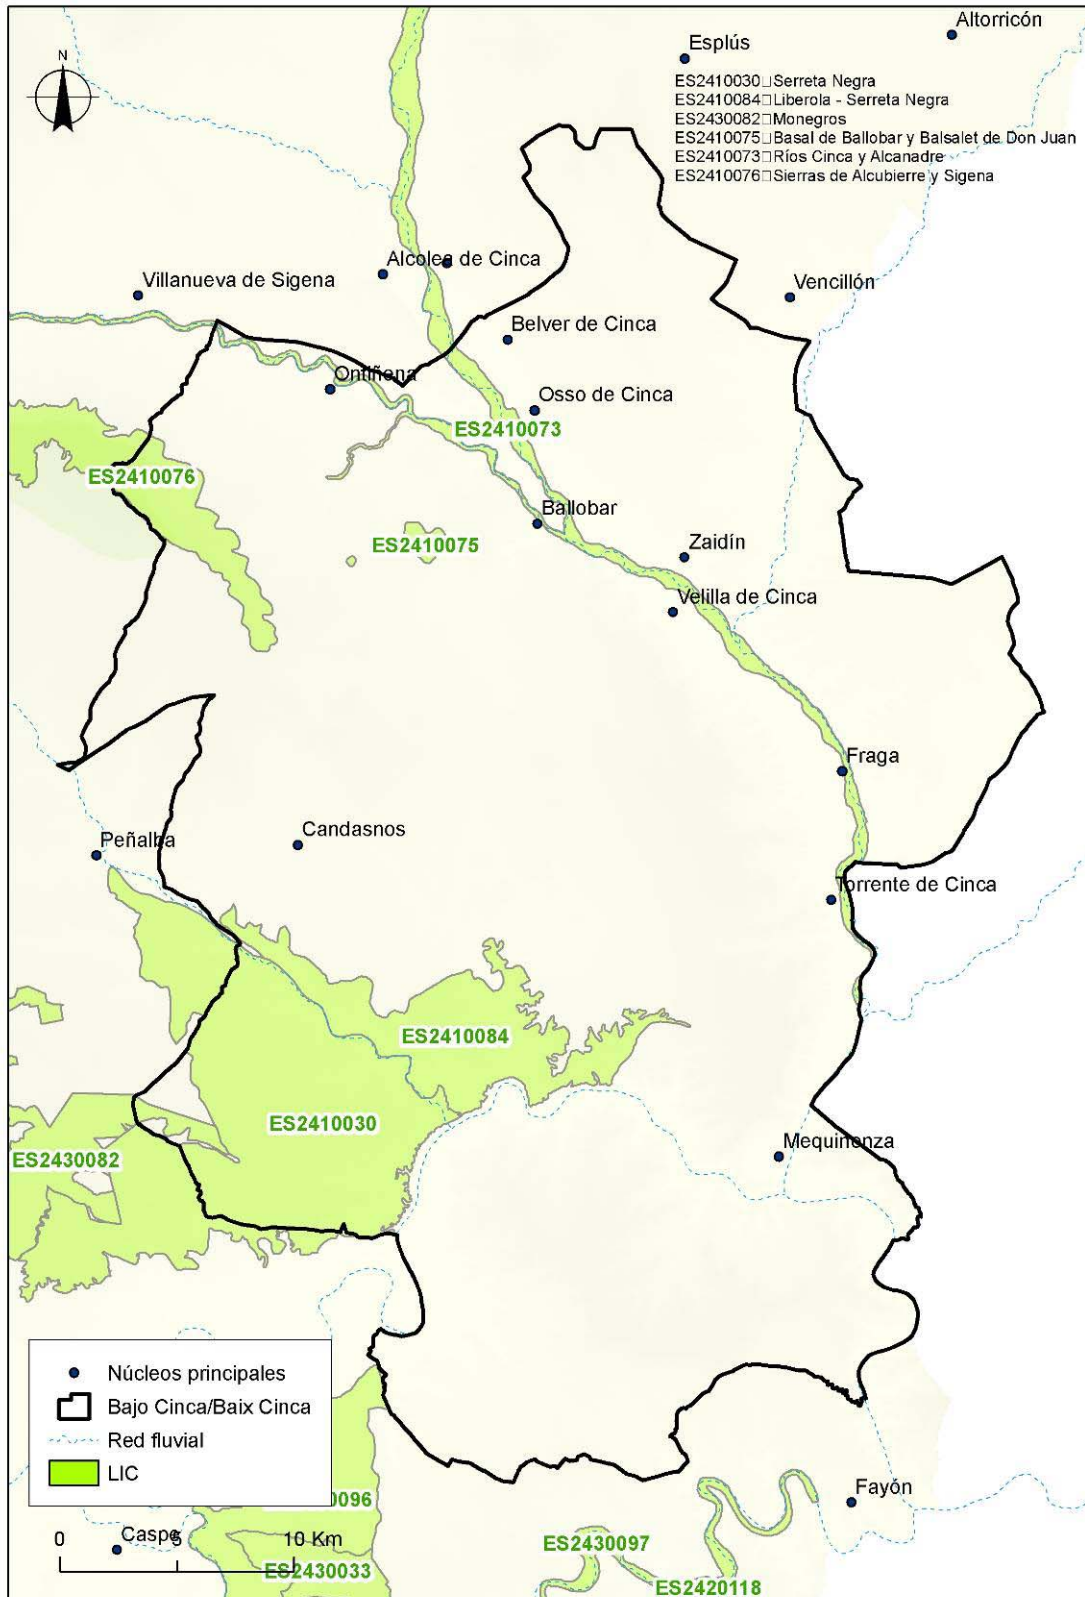 Altorricón
Esplús
N
ES2410030□Serreta Negra
ES2410084□Liberola - Serreta Negra
ES2430082□Monegros
ES2410075□Basal de Ballobar y Balsalet de Don Juan
ES2410073□Ríos Cinca y Alcanadre
ES2410076□Sierras de Alcubierre y Sigena
Alcolea de Cinca
Villanueva de Sigena
Vencillón
Belver de Cinca
Ontiñena
Osso de Cinca
ES2410073
ES2410076
Ballobar
ES2410075
Zaidín
Velilla de Cinca
Fraga
Candasnos
Peñalba
Torrente de Cinca
ES2410084
ES2410030
Mequinenza
ES2430082
Núcleos principales
Bajo Cinca/Baix Cinca
Red fluvial
LIC
0096
Fayón
0 5 10 Km
Caspe
ES2430097
ES2430033
ES2420118